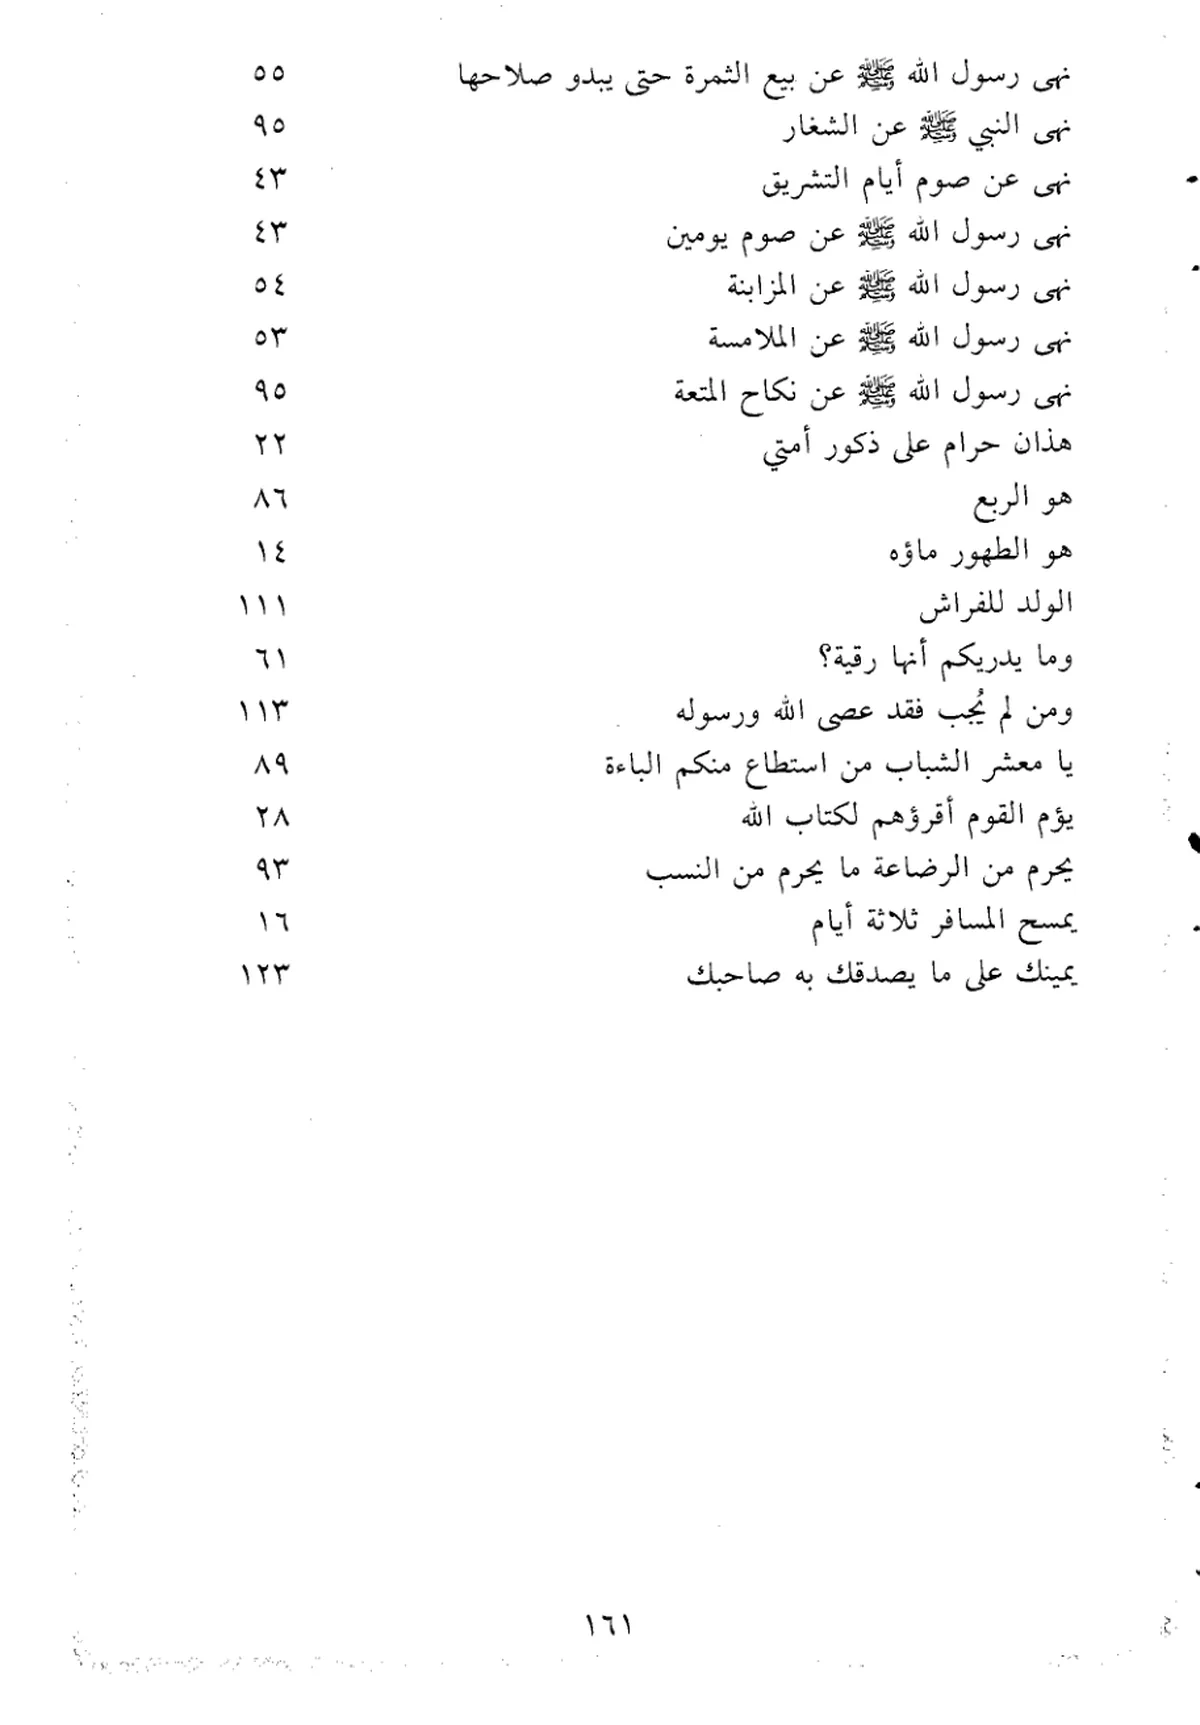 نهى رسول الله ﷺ عن بيع الثمرة حتى يبدو صلاحها ٥٥
نهى النبي ﷺ عن الشغار ٩٥
نهى عن صوم أيام التشريق ٤٣
نهى رسول الله ﷺ عن صوم يومين ٤٣
نهى رسول الله ﷺ عن المزابنة ٥٤
نهى رسول الله ﷺ عن الملامسة ٥٣
نهى رسول الله ﷺ عن نكاح المتعة ٩٥
هذان حرام على ذكور أمتي ٢٢
هو الربع ٨٦
هو الطهور ماؤه ١٤
الولد للفراش ١١١
وما يدريكم أنها رقية؟ ٦١
ومن لم يُجب فقد عصى الله ورسوله ١١٣
يا معشر الشباب من استطاع منكم الباءة ٨٩
يؤم القوم أقرؤهم لكتاب الله ٢٨
يحرم من الرضاعة ما يحرم من النسب ٩٣
يمسح المسافر ثلاثة أيام ١٦
يمينك على ما يصدقك به صاحبك ١٢٣
١٦١